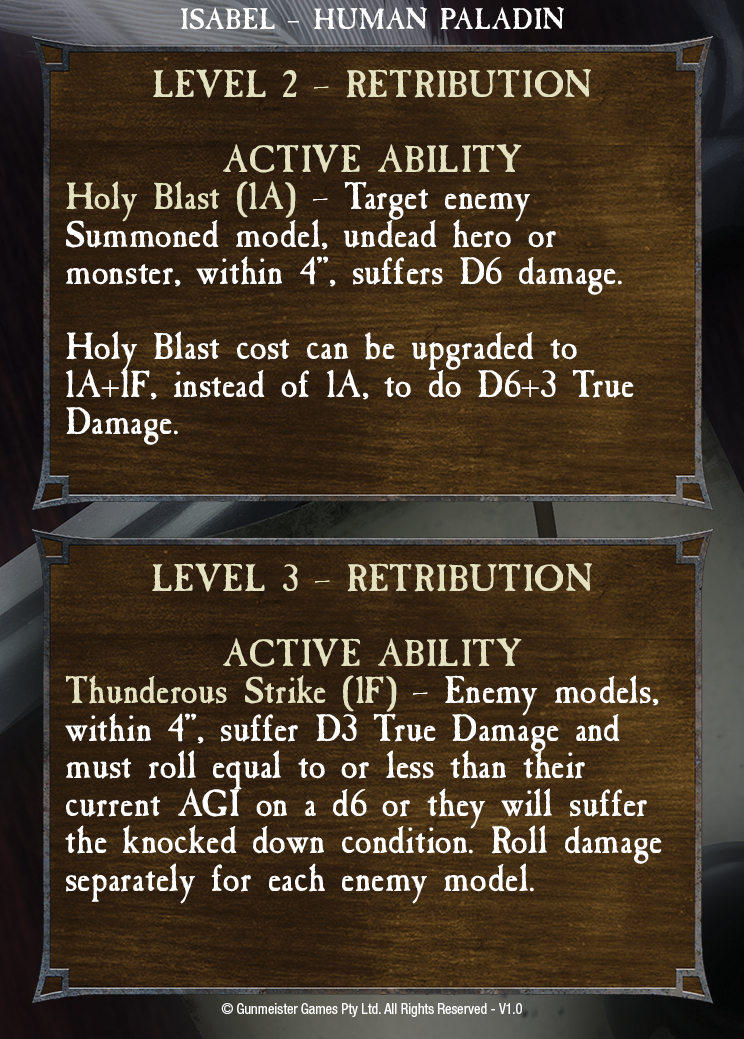 ISABEL – HUMAN PALADIN
LEVEL 2 – RETRIBUTION
ACTIVE ABILITY
Holy Blast (1A) – Target enemy
Summoned model, undead hero or
monster, within 4”, suffers D6 damage.
Holy Blast cost can be upgraded to
1A+1F, instead of 1A, to do D6+3 True
Damage.
LEVEL 3 – RETRIBUTION
ACTIVE ABILITY
Thunderous Strike (1F) – Enemy models,
within 4”, suffer D3 True Damage and
must roll equal to or less than their
current AGI on a d6 or they will suffer
the knocked down condition. Roll damage
separately for each enemy model.
© Gunmeister Games Pty Ltd. All Rights Reserved - V1.0